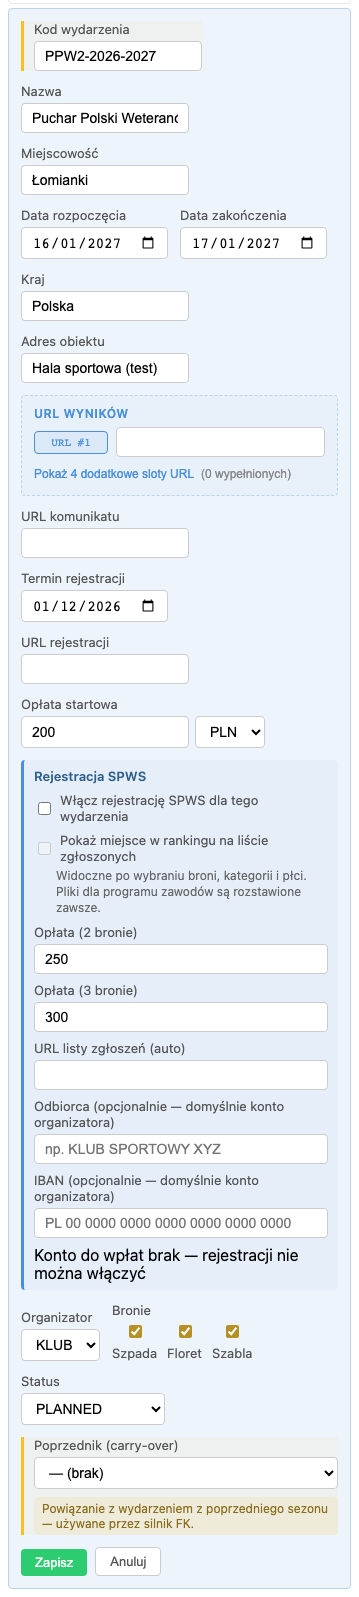 Kod wydarzenia
PPW2-2026-2027
Nazwa
Puchar Polski Weteranó
Miejscowość
Łomianki
Data rozpoczęcia
Data zakończenia
16/01/2027
17/01/2027
Kraj
Polska
Adres obiektu
Hala sportowa (test)
URL WYNIKÓW
URL #1
Pokaż 4 dodatkowe sloty URL (0 wypełnionych)
URL komunikatu
Termin rejestracji
01/12/2026
URL rejestracji
Opłata startowa
200
PLN
Rejestracja SPWS
Włącz rejestrację SPWS dla tego
wydarzenia
Pokaż miejsce w rankingu na liście
zgłoszonych
Widoczne po wybraniu broni, kategorii i płci.
Pliki dla programu zawodów są rozstawione
zawsze.
Opłata (2 bronie)
250
Opłata (3 bronie)
300
URL listy zgłoszeń (auto)
Odbiorca (opcjonalnie — domyślnie konto
organizatora)
np. KLUB SPORTOWY XYZ
IBAN (opcjonalnie — domyślnie konto
organizatora)
PL 00 0000 0000 0000 0000 0000 0000
Konto do wpłat brak — rejestracji nie
można włączyć
Organizator
KLUB
Bronie
Szpada Floret Szabla
Status
PLANNED
Poprzednik (carry-over)
— (brak)
Powiązanie z wydarzeniem z poprzedniego sezonu
— używane przez silnik FK.
Zapisz
Anuluj